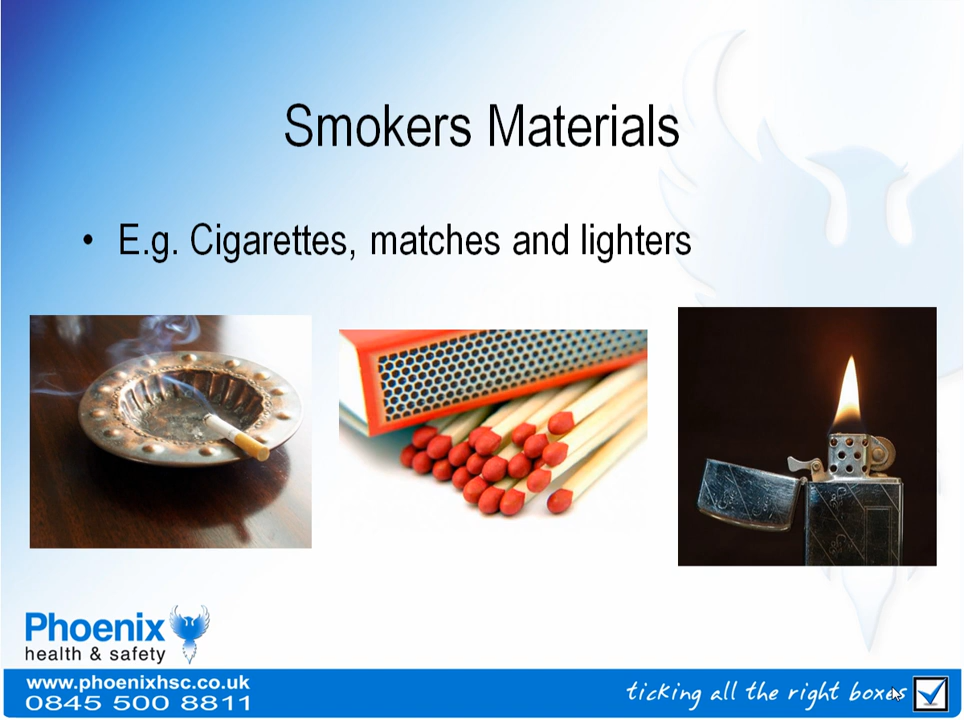 Smokers Materials
• E.g. Cigarettes, matches and lighters
Phoenix
health & safety
www.phoenixhsc.co.uk
0845 500 8811
ticking all the right boxes